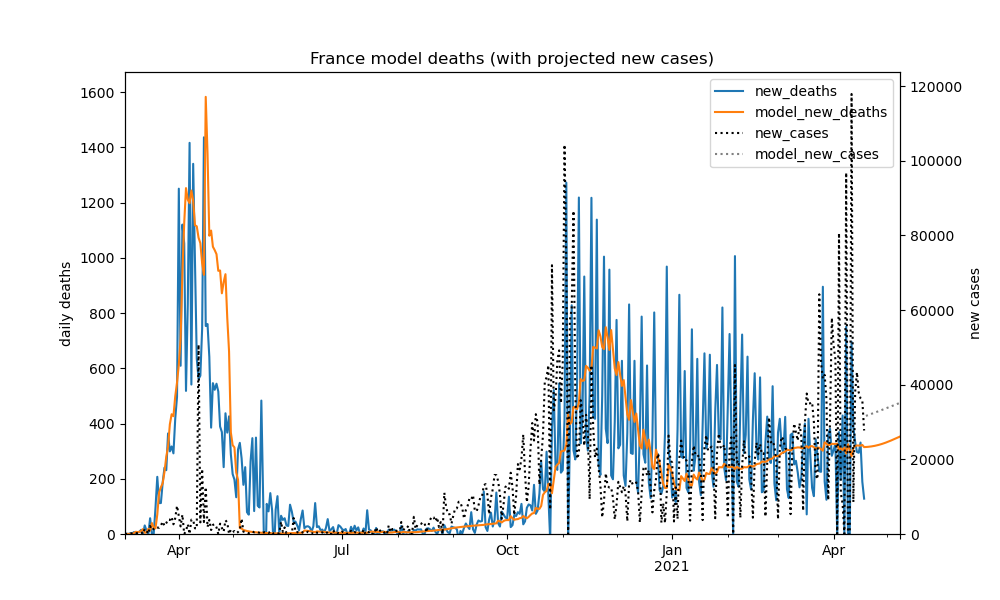 France model deaths (with projected new cases)
new_deaths
model_new_deaths
new_cases
model_new_cases
daily deaths
new cases
1600
1400
1200
1000
800
600
400
200
0
120000
100000
80000
60000
40000
20000
0
Apr
Jul
Oct
Jan
2021
Apr